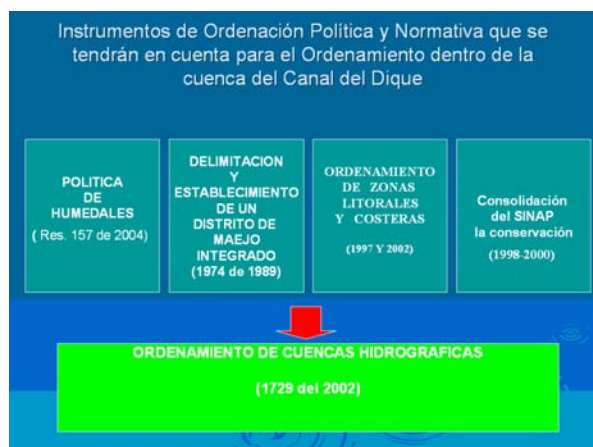 Instrumentos de Ordenación Política y Normativa que se
tendrán en cuenta para el Ordenamiento dentro de la
cuenca del Canal del Dique
POLITICA
DE
HUMEDALES
( Res. 157 de 2004)
DELIMITACION
Y
ESTABLECIMIENTO
DE UN
DISTRITO DE
MAEJO
INTEGRADO
(1974 de 1989)
ORDENAMIENTO
DE ZONAS
LITORALES
Y COSTERAS
(1997 Y 2002)
Consolidación
del SINAP
la conservación
(1998-2000)
ORDENAMIENTO DE CUENCAS HIDROGRAFICAS
(1729 del 2002)